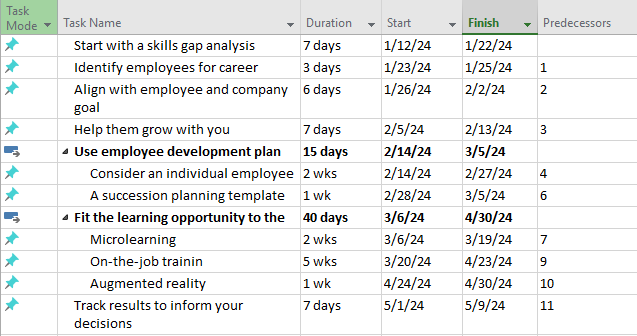 Task Mode Task Name Duration Start Finish Predecessors
Start with a skills gap analysis 7 days 1/12/24 1/22/24
Identify employees for career 3 days 1/23/24 1/25/24 1
Align with employee and company goal 6 days 1/26/24 2/2/24 2
Help them grow with you 7 days 2/5/24 2/13/24 3
Use employee development plan 15 days 2/14/24 3/5/24
Consider an individual employee 2 wks 2/14/24 2/27/24 4
A succession planning template 1 wk 2/28/24 3/5/24 6
Fit the learning opportunity to the 40 days 3/6/24 4/30/24
Microlearning 2 wks 3/6/24 3/19/24 7
On-the-job trainin 5 wks 3/20/24 4/23/24 9
Augmented reality 1 wk 4/24/24 4/30/24 10
Track results to inform your decisions 7 days 5/1/24 5/9/24 11